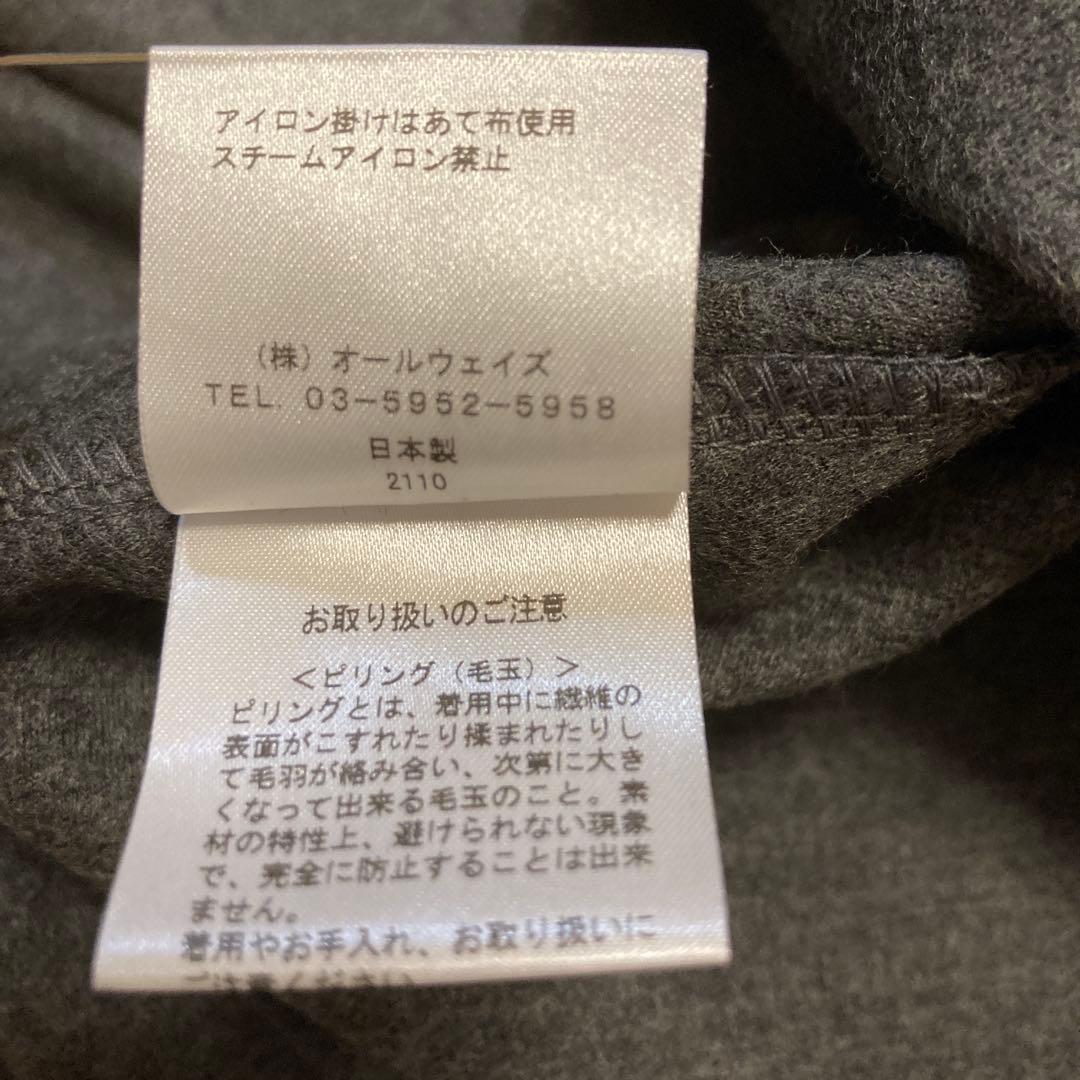 アイロン掛けはあて布使用
スチームアイロン禁止
（株）オールウェイズ
TEL. 03-5952-5958
日本製
2110
お取り扱いのご注意
＜ピリング（毛玉）＞
ピリングとは、着用中に繊維の
表面がこすれたり揉まれたりし
て毛羽が絡み合い、次第に大き
くなって出来る毛玉のこと。素
材の特性上、避けられない現象
で、完全に防止することは出来
ません。
着用やお手入れ、お取り扱いに
ご注意ください